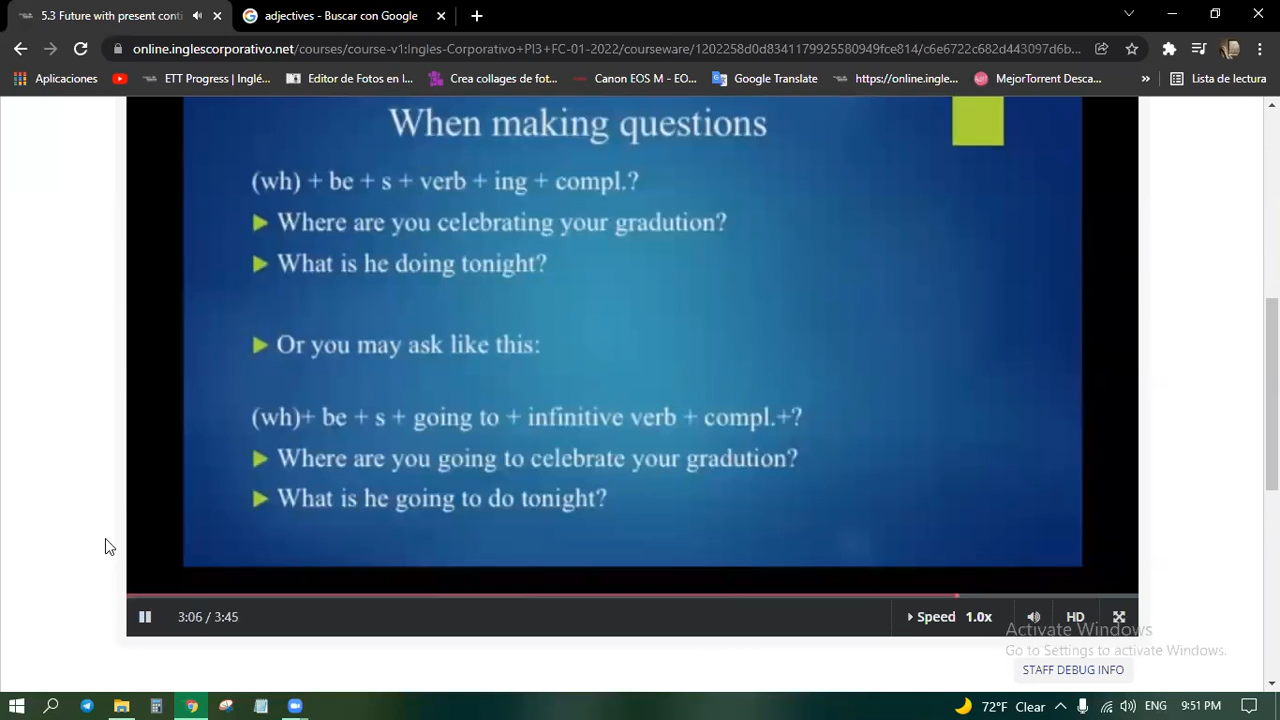 5.3 Future with present conti
adjectives - Buscar con Google
online.inglescorporativo.net/courses/course-v1:Ingles-Corporativo+PI3+FC-01-2022/courseware/1202258d0d8341179925580949fce814/c6e6722c682d443097d6b...
Aplicaciones
ETT Progress | Inglé...
Editor de Fotos en l...
Crea collages de fot...
Canon EOS M - EO...
Google Translate
https://online.ingle...
MejorTorrent Desca...
»
Lista de lectura
When making questions
(wh) + be + s + verb + ing + compl.?
Where are you celebrating your gradution?
What is he doing tonight?
Or you may ask like this:
(wh)+ be + s + going to + infinitive verb + compl.+?
Where are you going to celebrate your gradution?
What is he going to do tonight?
3:06 / 3:45
Speed 1.0x
HD
Activate Windows
Go to Settings to activate Windows.
STAFF DEBUG INFO
72°F Clear
ENG
9:51 PM